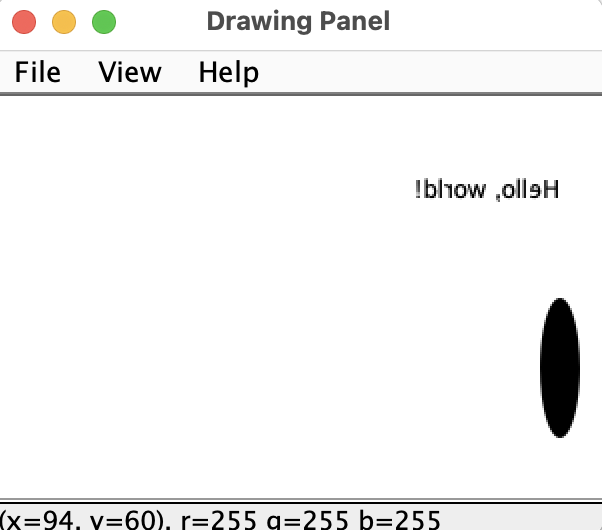 Drawing Panel
File View Help
Hello, world!
(x=94, y=60), r=255 g=255 b=255